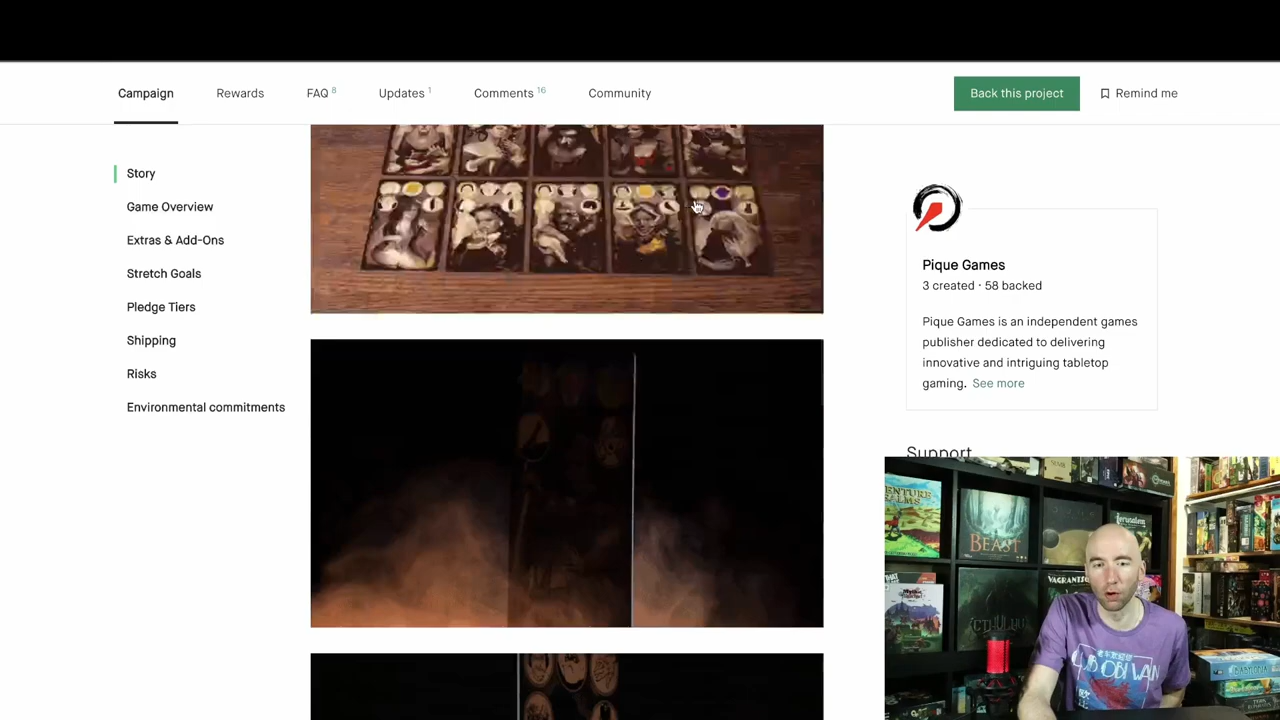 Campaign
Rewards
FAQ 8
Updates 1
Comments 16
Community
Back this project
Remind me
Story
Game Overview
Extras & Add-Ons
Stretch Goals
Pledge Tiers
Shipping
Risks
Environmental commitments
Pique Games
3 created · 58 backed
Pique Games is an independent games
publisher dedicated to delivering
innovative and intriguing tabletop
gaming. See more
Support
BEAST
VAGRANTSONG
CTHULHU